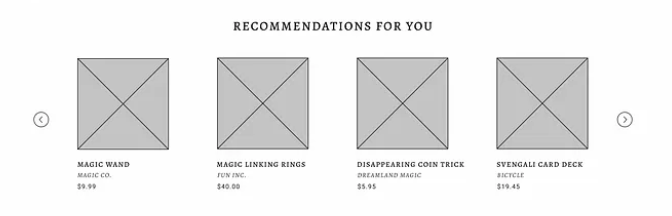 RECOMMENDATIONS FOR YOU
MAGIC WAND
MAGIC CO.
$9.99
MAGIC LINKING RINGS
FUN INC.
$40.00
DISAPPEARING COIN TRICK
DREAMLAND MAGIC
$5.95
SVENGALI CARD DECK
BICYCLE
$19.45